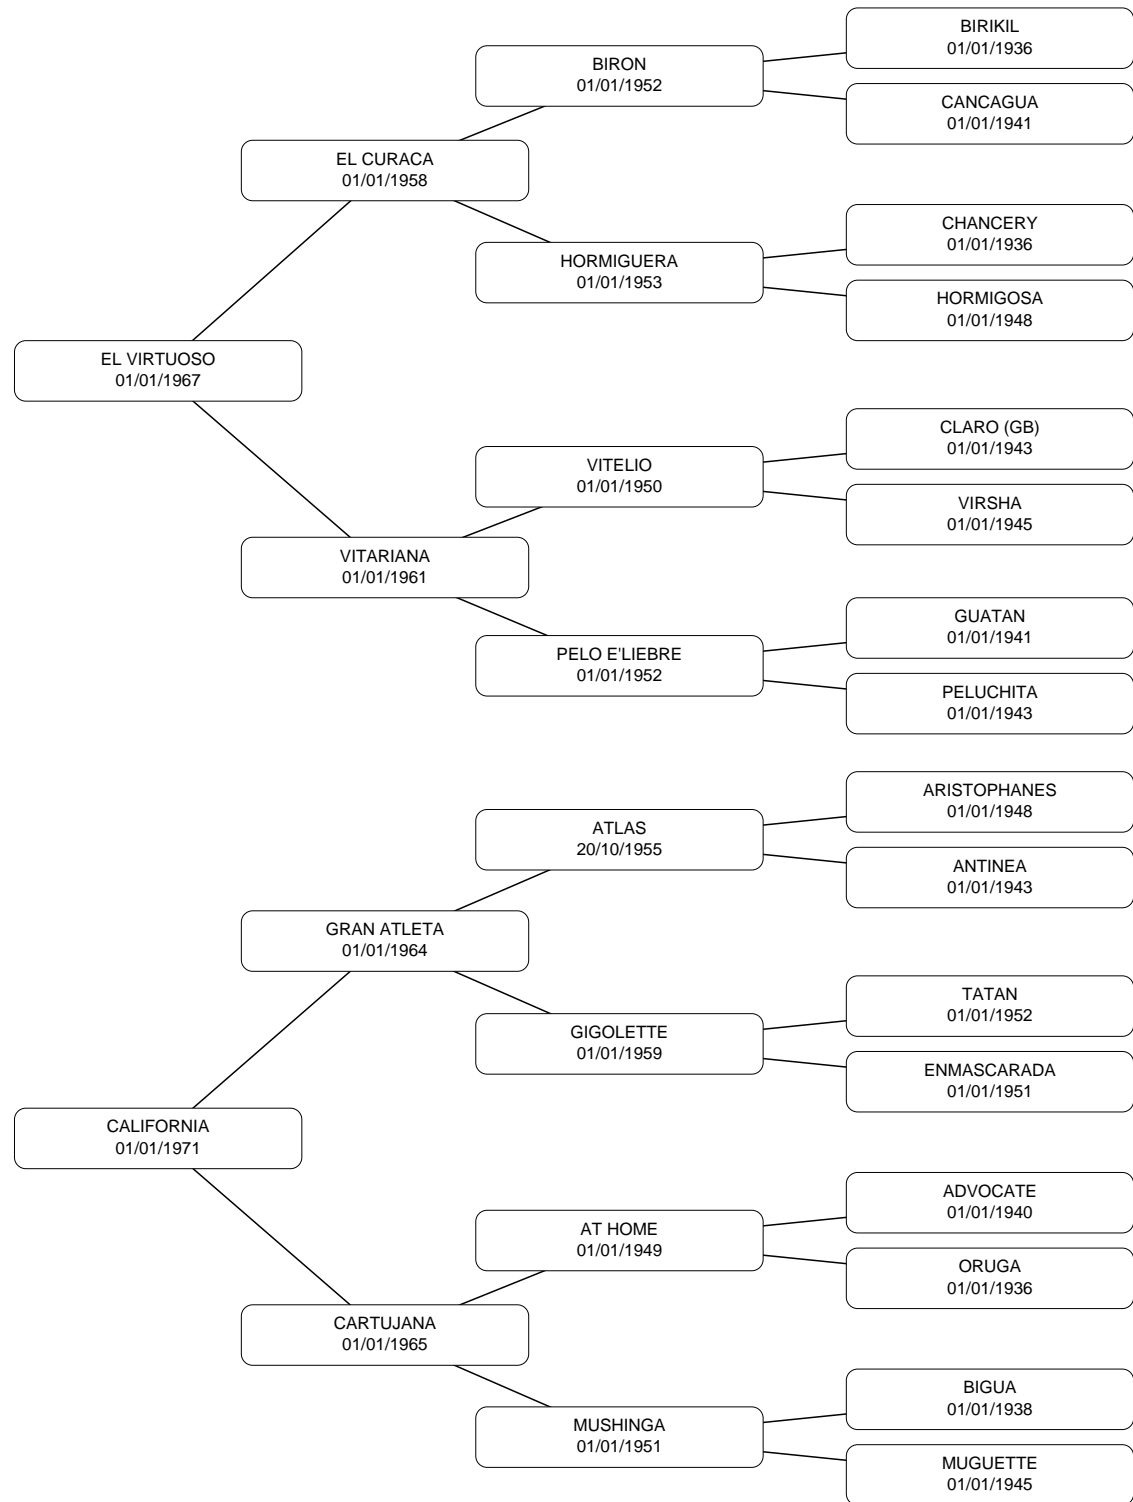 BIRIKIL
01/01/1936
BIRON
01/01/1952
CANCAGUA
01/01/1941
EL CURACA
01/01/1958
CHANCERY
01/01/1936
HORMIGUERA
01/01/1953
HORMIGOSA
01/01/1948
EL VIRTUOSO
01/01/1967
CLARO (GB)
01/01/1943
VITELIO
01/01/1950
VIRSHA
01/01/1945
VITARIANA
01/01/1961
GUATAN
01/01/1941
PELO E'LIEBRE
01/01/1952
PELUCHITA
01/01/1943
ARISTOPHANES
01/01/1948
ATLAS
20/10/1955
ANTINEA
01/01/1943
GRAN ATLETA
01/01/1964
TATAN
01/01/1952
GIGOLETTE
01/01/1959
ENMASCARADA
01/01/1951
CALIFORNIA
01/01/1971
ADVOCATE
01/01/1940
AT HOME
01/01/1949
ORUGA
01/01/1936
CARTUJANA
01/01/1965
BIGUA
01/01/1938
MUSHINGA
01/01/1951
MUGUETTE
01/01/1945